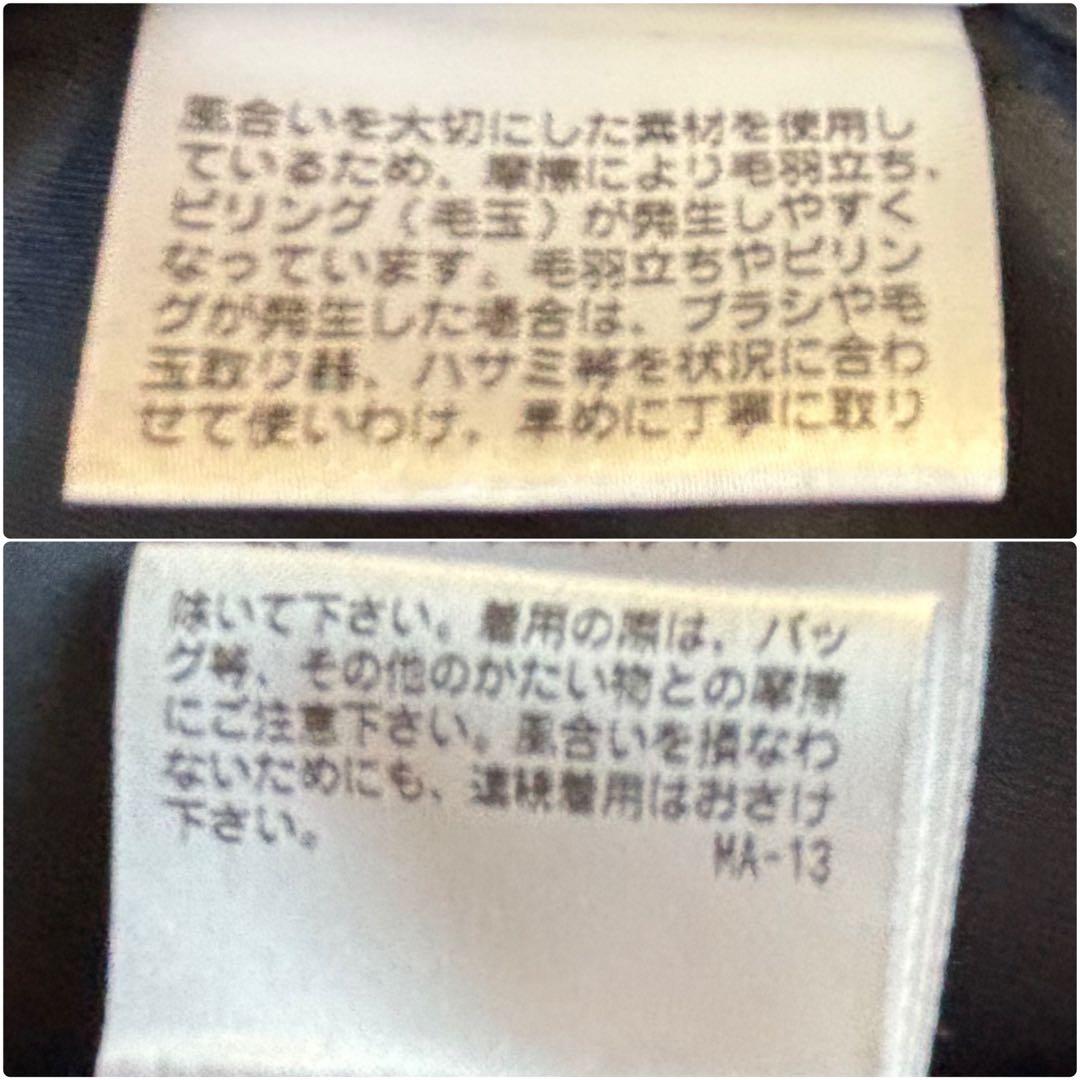 風合いを大切にした素材を使用し
ているため、摩擦により毛羽立ち、
ピリング(毛玉)が発生しやすく
なっています。毛羽立ちやピリン
グが発生した場合は、ブラシや毛
玉取り器、ハサミ等を状況に合わ
せて使いわけ、早めに丁寧に取り
はいて下さい。着用の際は、バッ
グ等、その他のかたい物との摩擦
にご注意下さい。風合いを損なわ
ないためにも、連続着用はおさけ
下さい。
MA-13